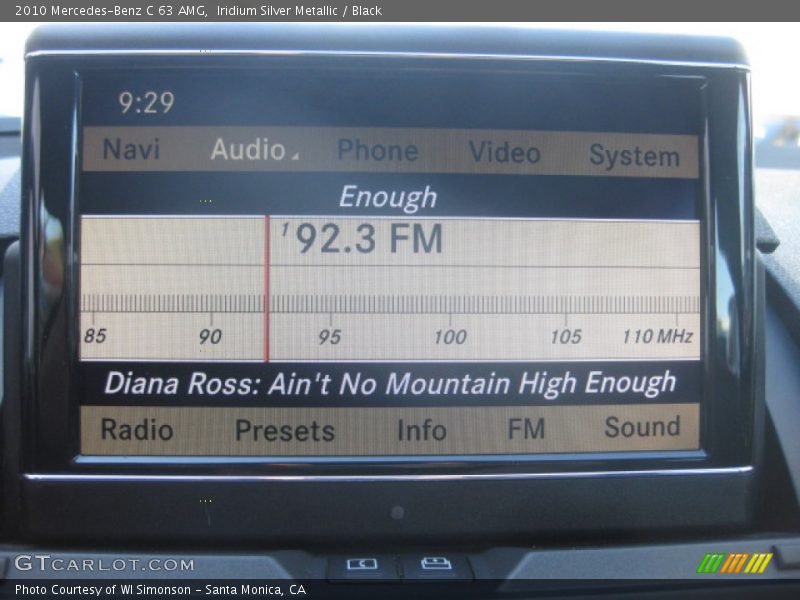 2010 Mercedes-Benz C 63 AMG, Iridium Silver Metallic / Black
9:29
Navi Audio Phone Video System
Enough
1 92.3 FM
85 90 95 100 105 110 MHz
Diana Ross: Ain't No Mountain High Enough
Radio Presets Info FM Sound
GTCARLOT.COM
Photo Courtesy of WI Simonson - Santa Monica, CA